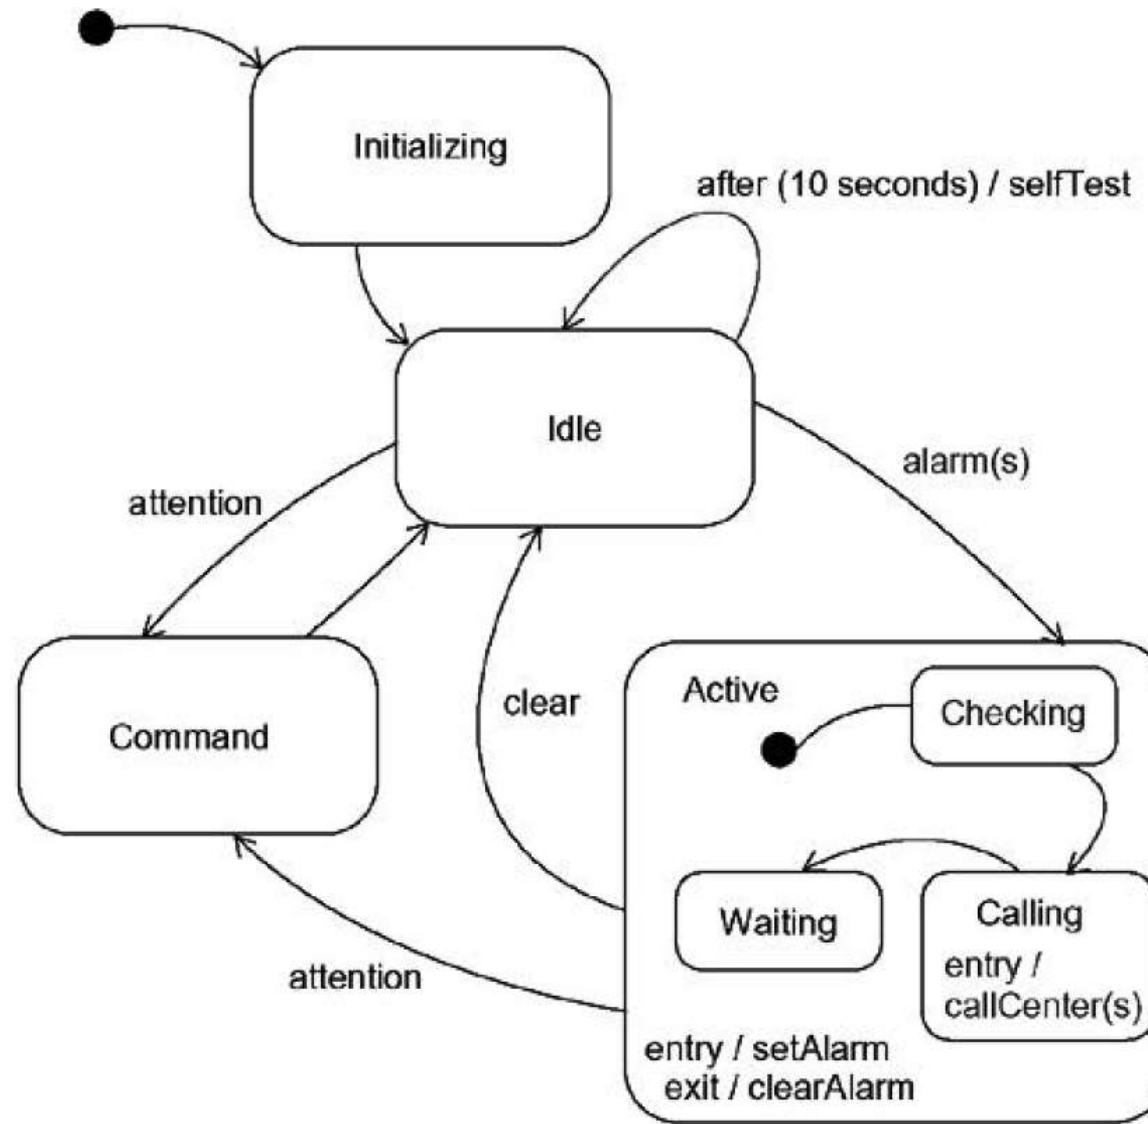 Initializing
after (10 seconds) / selfTest
Idle
alarm(s)
attention
Active
Checking
clear
Command
Waiting
Calling
entry /
callCenter(s)
attention
entry / setAlarm
exit / clearAlarm